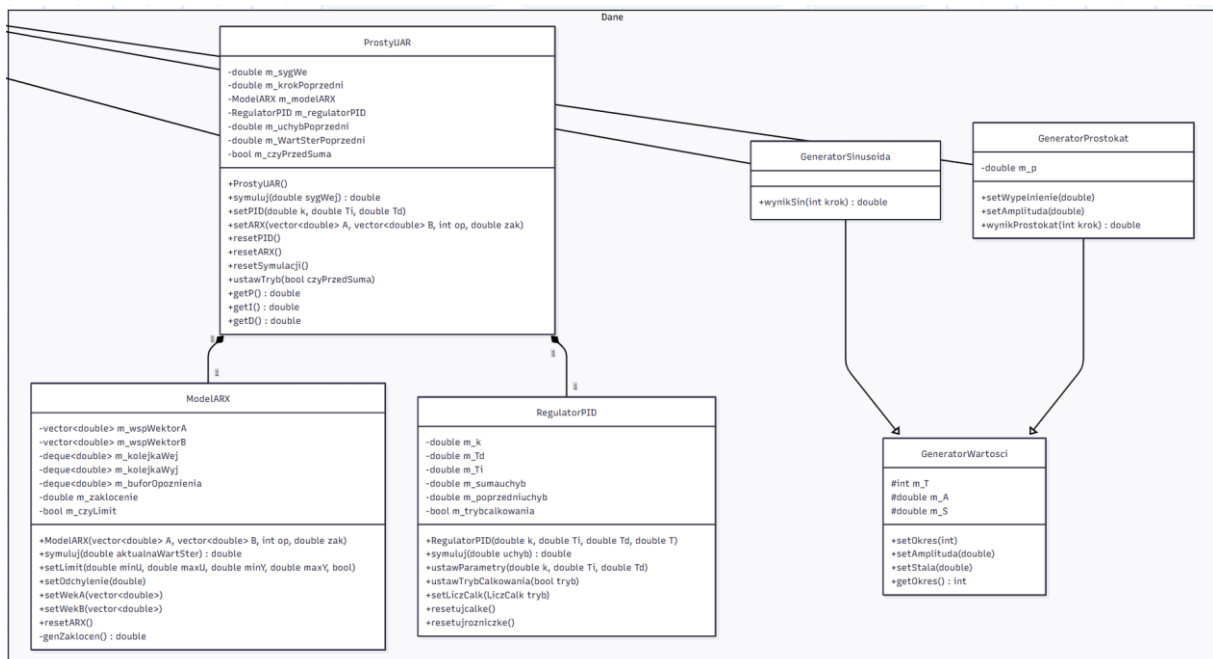 Dane
ProstyUAR
-double m_sygWe
-double m_krokPoprzedni
-ModelARX m_modelARX
-RegulatorPID m_regulatorPID
-double m_uchybPoprzedni
-double m_WartSterPoprzedni
-bool m_czyPrzedSuma
+ProstyUAR()
+symuluj(double sygWej) : double
+setPID(double k, double Ti, double Td)
+setARX(vector<double> A, vector<double> B, int op, double zak)
+resetPID()
+resetARX()
+resetSymulacji()
+ustawTryb(bool czyPrzedSuma)
+getP() : double
+getI() : double
+getD() : double
GeneratorSinusoida
+wynikSin(int krok) : double
GeneratorProstokat
-double m_p
+setWypelnienie(double)
+setAmplituda(double)
+wynikProstokat(int krok) : double
ModelARX
-vector<double> m_wspWektorA
-vector<double> m_wspWektorB
-deque<double> m_kolejkaWej
-deque<double> m_kolejkaWyj
-deque<double> m_buforOpoznienia
-double m_zaklocenie
-bool m_czyLimit
+ModelARX(vector<double> A, vector<double> B, int op, double zak)
+symuluj(double aktualnaWartSter) : double
+setLimit(double minU, double maxU, double minY, double maxY, bool)
+setOdchylenie(double)
+setWekA(vector<double>)
+setWekB(vector<double>)
+resetARX()
-genZaklocen() : double
RegulatorPID
-double m_k
-double m_Td
-double m_Ti
-double m_sumauchyb
-double m_poprzedniuchyb
-bool m_trybcalkowania
+RegulatorPID(double k, double Ti, double Td, double T)
+symuluj(double uchyb) : double
+ustawParametry(double k, double Ti, double Td)
+ustawTrybCalkowania(bool tryb)
+setLiczCalk(LiczCalk tryb)
+resetujcalke()
+resetujrozniczke()
GeneratorWartosci
#int m_T
#double m_A
#double m_S
+setOkres(int)
+setAmplituda(double)
+setStala(double)
+getOkres() : int